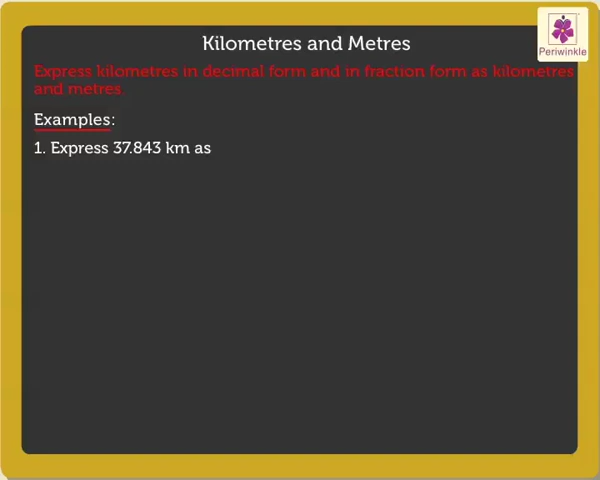 Kilometres and Metres
Periwinkle
Express kilometres in decimal form and in fraction form as kilometres
and metres.
Examples:
1. Express 37.843 km as